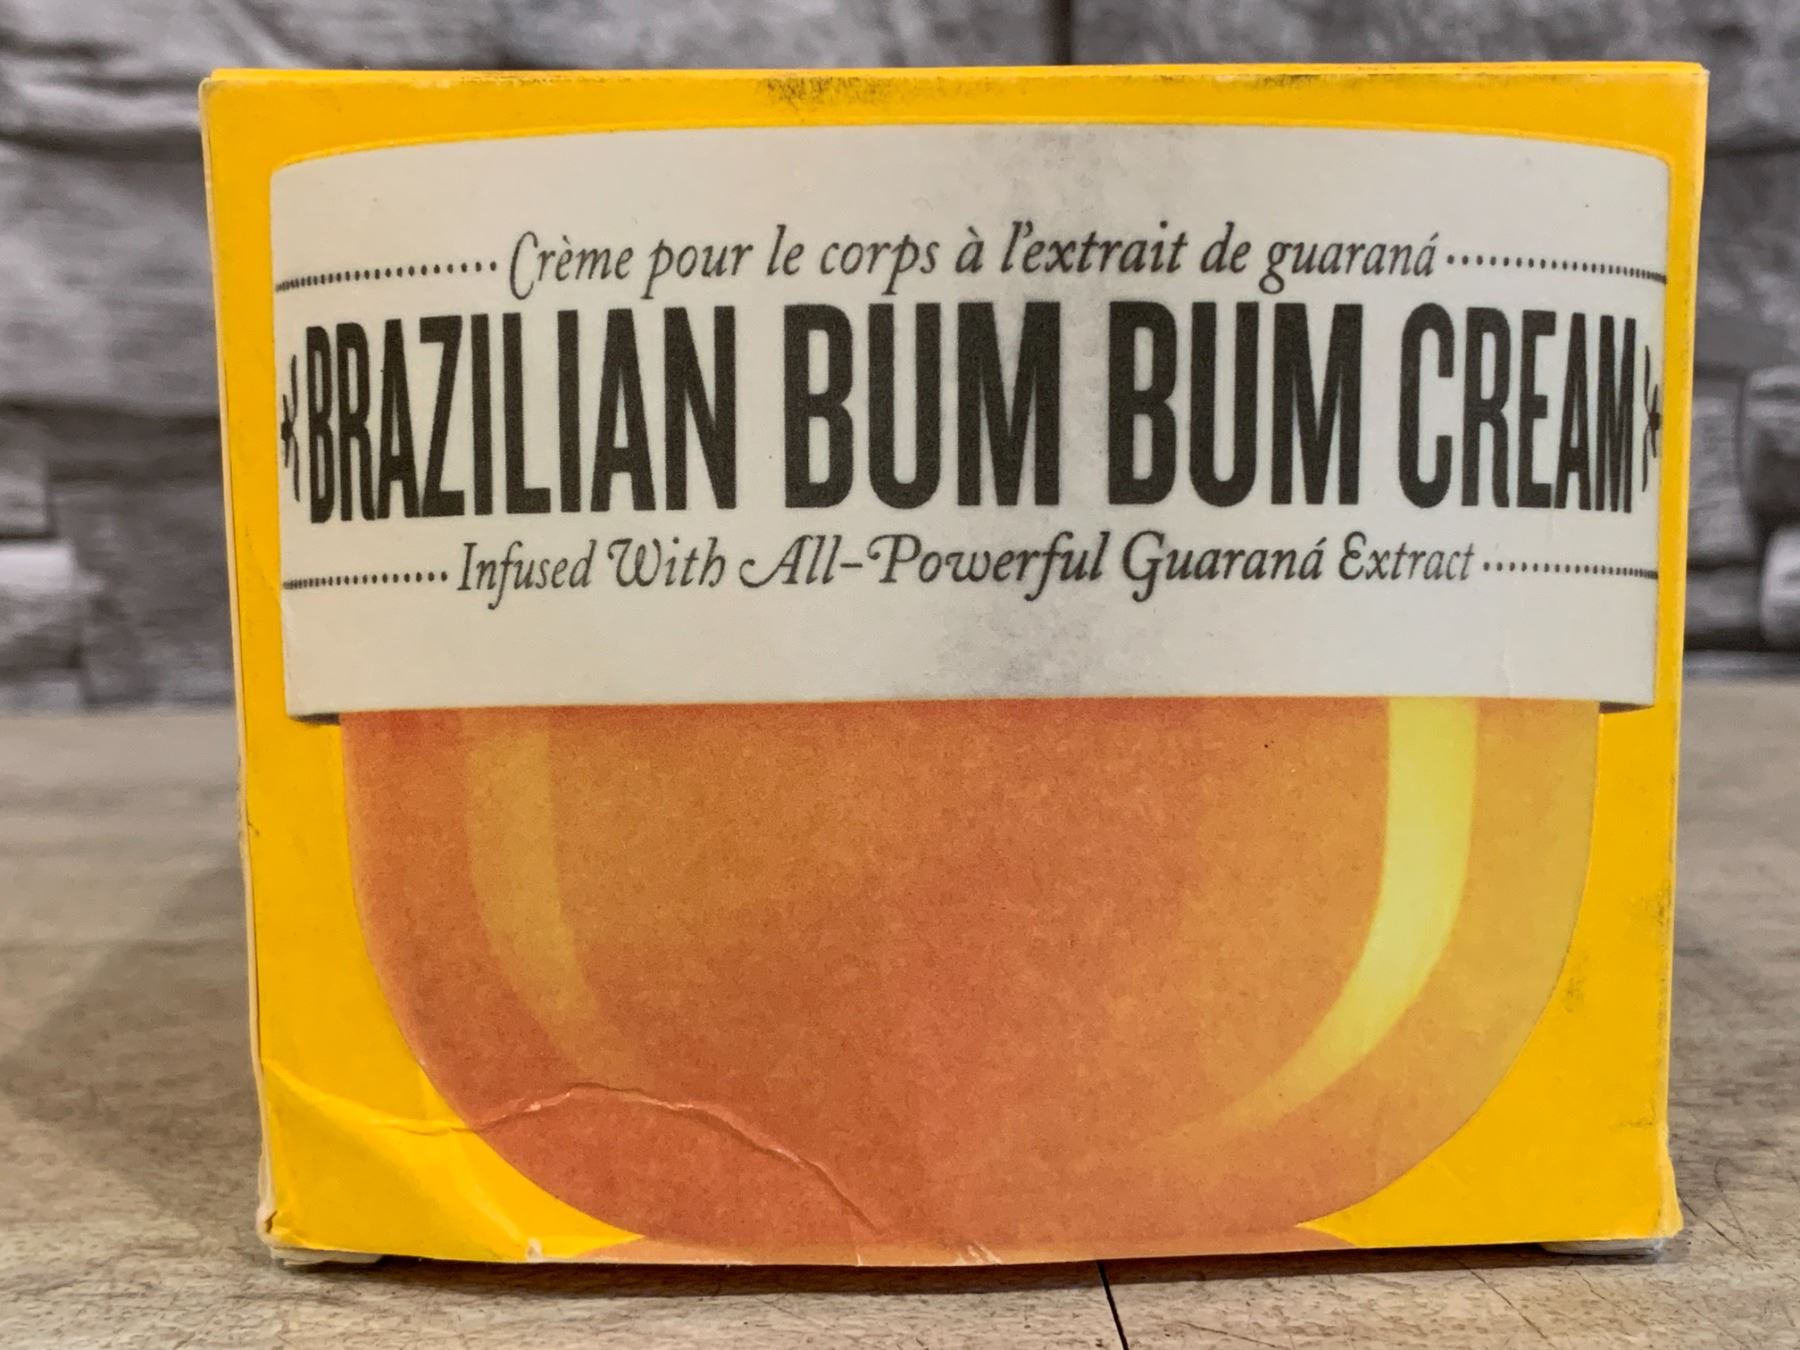 Crème pour le corps à l'extrait de guaraná
BRAZILIAN BUM BUM CREAM
Infused With All-Powerful Guaraná Extract